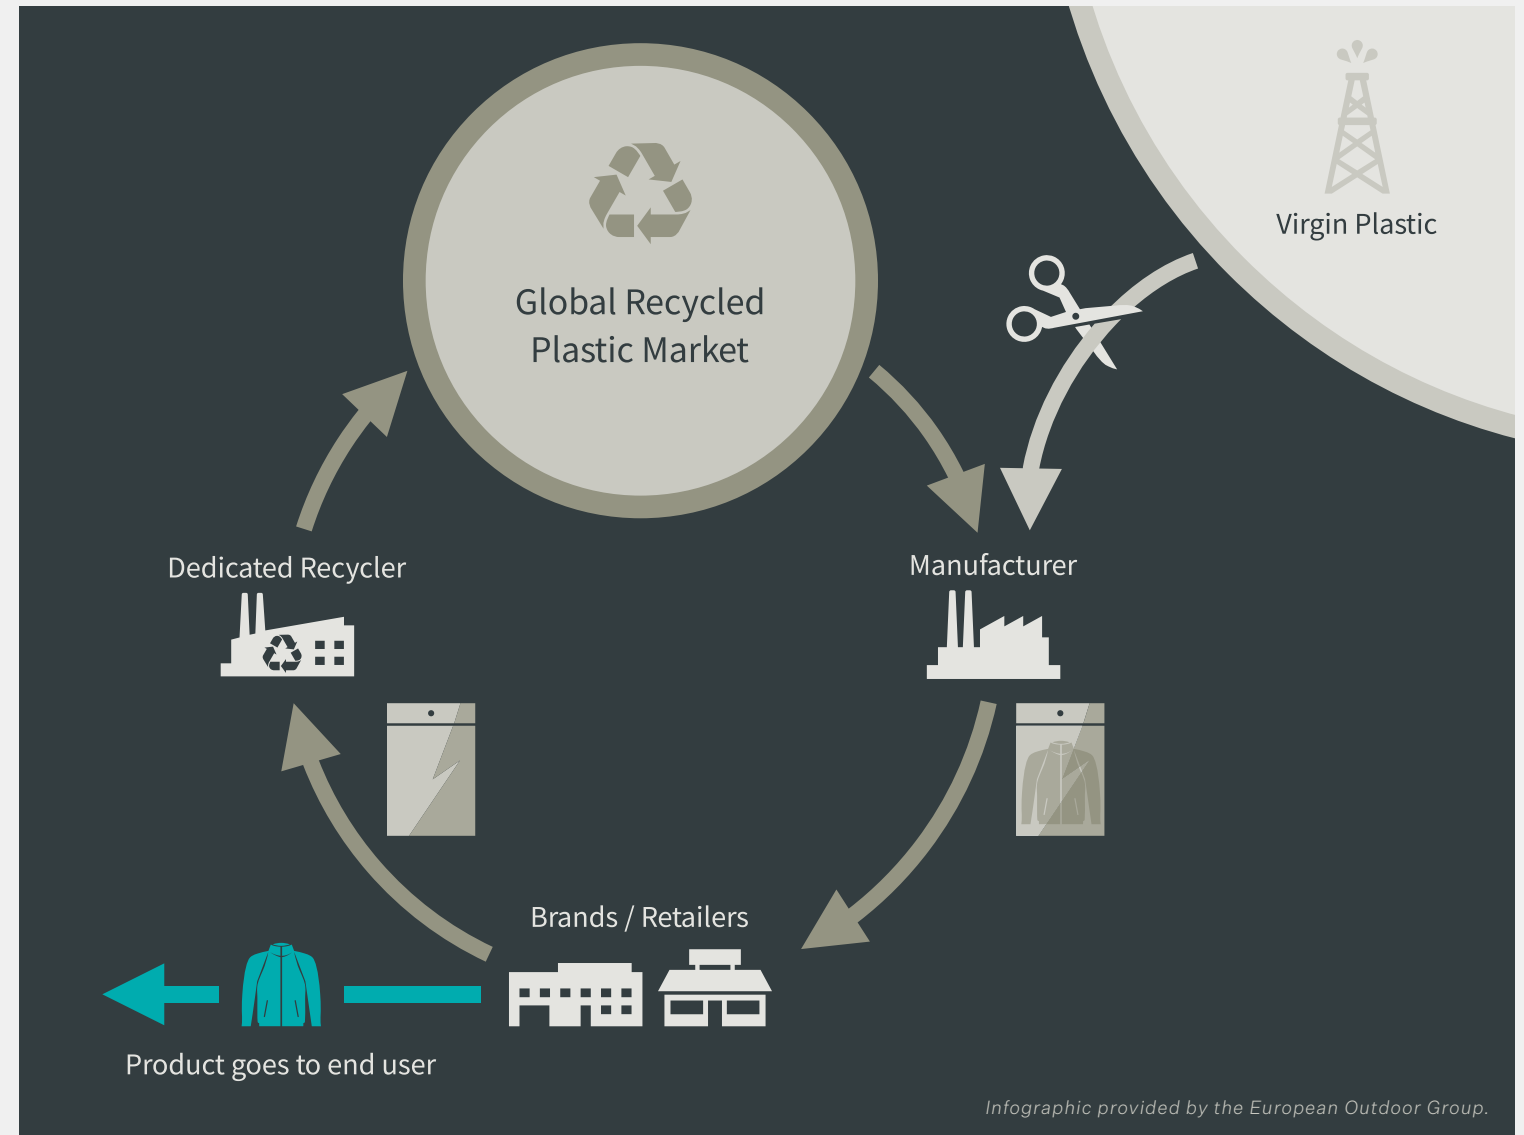 Virgin Plastic
Global Recycled
Plastic Market
Dedicated Recycler
Manufacturer
Brands / Retailers
Product goes to end user
Infographic provided by the European Outdoor Group.